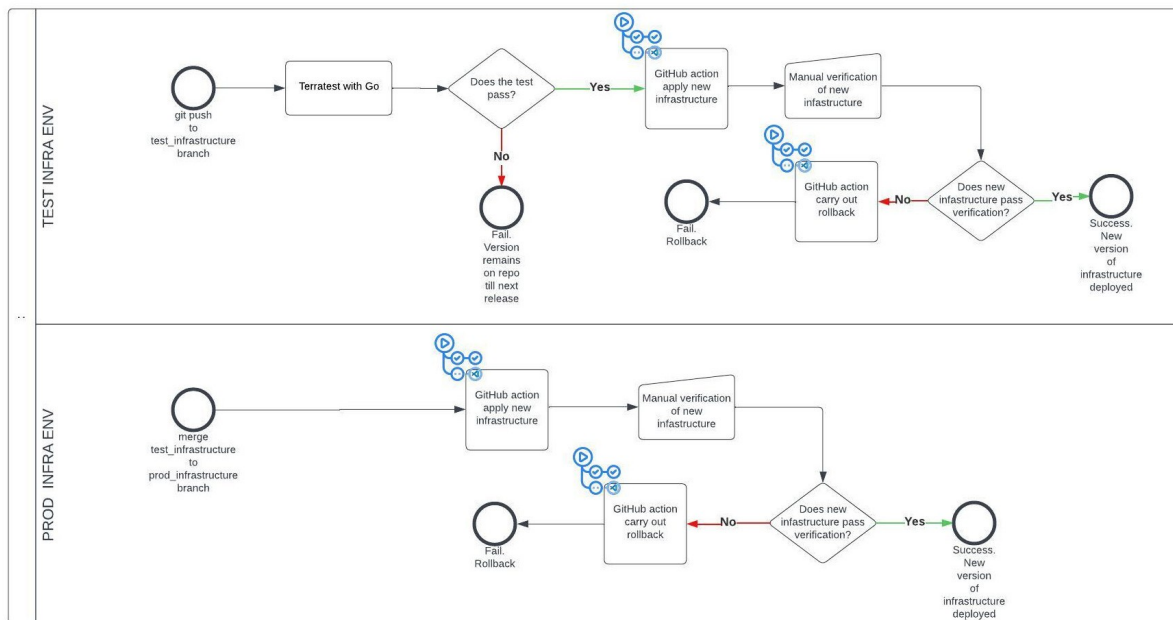 TEST INFRA ENV
git push
to
test_infrastructure
branch
Terratest with Go
Does the test
pass?
Yes
No
Fail.
Version
remains
on repo
till next
release
GitHub action
apply new
infrastructure
Manual verification
of new
infastructure
Does new
infastructure pass
verification?
No
Yes
GitHub action
carry out
rollback
Fail.
Rollback
Success.
New
version
of
infrastructure
deployed
:
PROD INFRA ENV
merge
test_infrastructure
to
prod_infrastructure
branch
GitHub action
apply new
infrastructure
Manual verification
of new
infastructure
Does new
infastructure pass
verification?
No
Yes
GitHub action
carry out
rollback
Fail.
Rollback
Success.
New
version
of
infrastructure
deployed